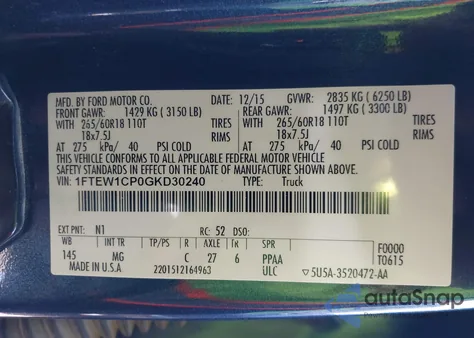 MFD. BY FORD MOTOR CO. 12/15 GVWR: 2835 KG ( 6250 LB)
FRONT GAWR: 1429 KG ( 3150 LB) REAR GAWR: 1497 KG ( 3300 LB)
WITH 265/60R18 110T TIRES WITH 265/60R18 110T TIRES
18x7.5J RIMS 18x7.5J RIMS
AT 275 kPa/ 40 PSI COLD AT 275 kPa/ 40 PSI COLD
THIS VEHICLE CONFORMS TO ALL APPLICABLE FEDERAL MOTOR VEHICLE
SAFETY STANDARDS IN EFFECT ON THE DATE OF MANUFACTURE SHOWN ABOVE.
VIN: 1FTEW1CP0GKD30240 TYPE: Truck
EXT PNT: N1 RC: 52 DSO:
WB INT TR TP/PS R AXLE TR SPR F0000
145 MG C 27 6 PPAA T0615
MADE IN U.S.A. 2201512164963 ULC 5U5A-3520472-AA
autoSnap